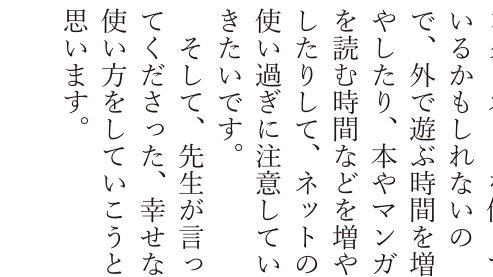 いるかもしれないの
で、外で遊ぶ時間を増
やしたり、本やマンガ
を読む時間などを増や
したりして、ネットの
使い過ぎに注意してい
きたいです。
　そして、先生が言っ
てくださった、幸せな
使い方をしていこうと
思います。